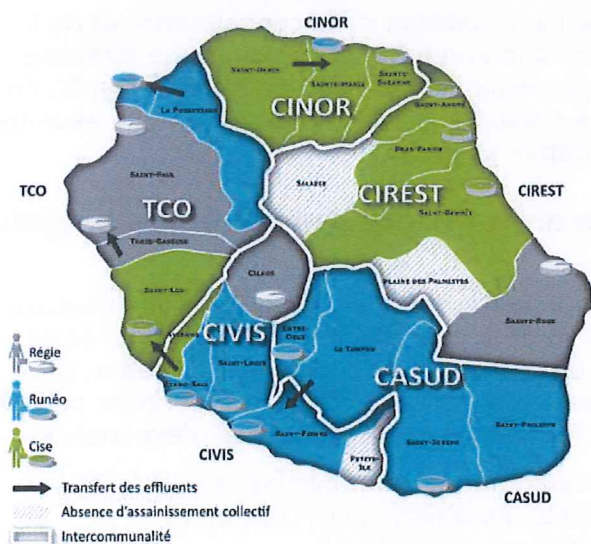 CINOR
SAINT-DENIS
SAINTE-MARIE
SAINTE-SUZANNE
CINOR
LA POSSESSION
SAINT-ANDRÉ
BRAS-PANON
SAINT-PAUL
SALAZIE
TCO
TCO
CIREST
CIREST
SAINT-BENOÎT
TROIS-BASSINS
CILAOS
PLAINE DES PALMISTES
SAINT-LEU
SAINTE-ROSE
AVIRONS
CIVIS
ENTRE-DEUX
LE TAMPON
SAINT-LOUIS
CASUD
Régie
ETANG-SALÉ
Runéo
SAINT-PHILIPPE
SAINT-PIERRE
SAINT-JOSEPH
Cise
PETITE-ÎLE
CIVIS
Transfert des effluents
CASUD
Absence d'assainissement collectif
Intercommunalité